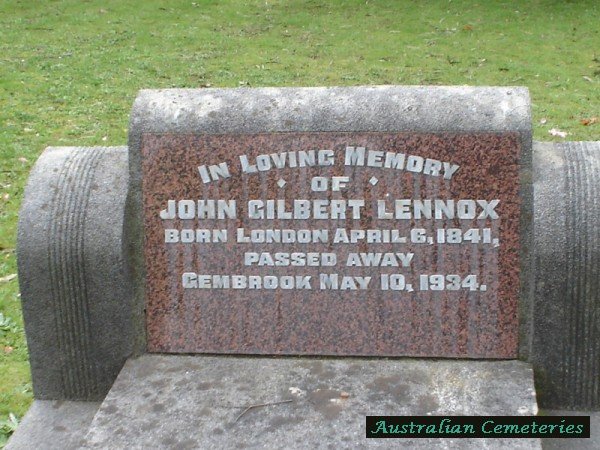 IN LOVING MEMORY
OF
JOHN GILBERT LENNOX
BORN LONDON APRIL 6, 1841,
PASSED AWAY
GEMBROOK MAY 10, 1934.
Australian Cemeteries